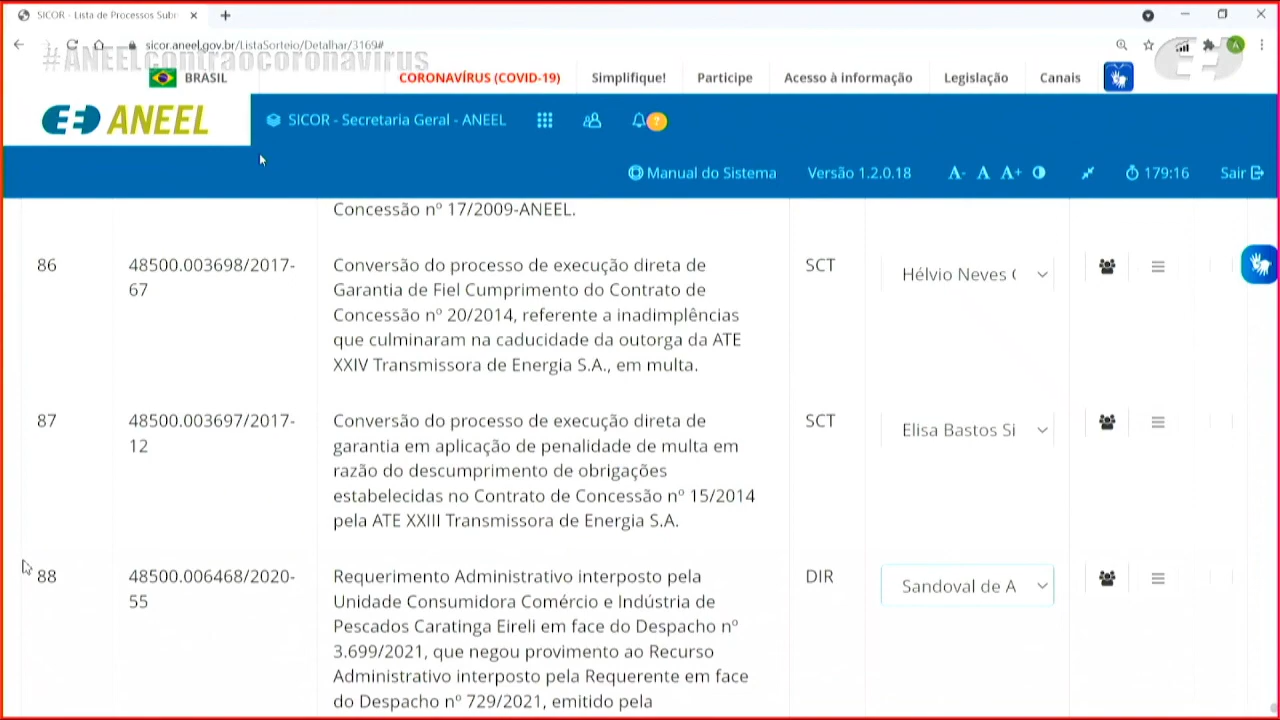 SICOR - Lista de Processos Sub
sicor.aneel.gov.br/ListaSorteio/Detalhar/3169#
A
#ANEELcontraocoronavirus
BRASIL
CORONAVÍRUS (COVID-19)
Simplifique!
Participe
Acesso à informação
Legislação
Canais
ANEEL
SICOR - Secretaria Geral - ANEEL
?
Manual do Sistema
Versão 1.2.0.18
A- A A+
179:16
Sair
Concessão nº 17/2009-ANEEL.
86
48500.003698/2017-
67
Conversão do processo de execução direta de
Garantia de Fiel Cumprimento do Contrato de
Concessão nº 20/2014, referente a inadimplências
que culminaram na caducidade da outorga da ATE
XXIV Transmissora de Energia S.A., em multa.
SCT
Hélvio Neves
87
48500.003697/2017-
12
Conversão do processo de execução direta de
garantia em aplicação de penalidade de multa em
razão do descumprimento de obrigações
estabelecidas no Contrato de Concessão nº 15/2014
pela ATE XXIII Transmissora de Energia S.A.
SCT
Elisa Bastos Si
88
48500.006468/2020-
55
Requerimento Administrativo interposto pela
Unidade Consumidora Comércio e Indústria de
Pescados Caratinga Eireli em face do Despacho nº
3.699/2021, que negou provimento ao Recurso
Administrativo interposto pela Requerente em face
do Despacho nº 729/2021, emitido pela
DIR
Sandoval de A